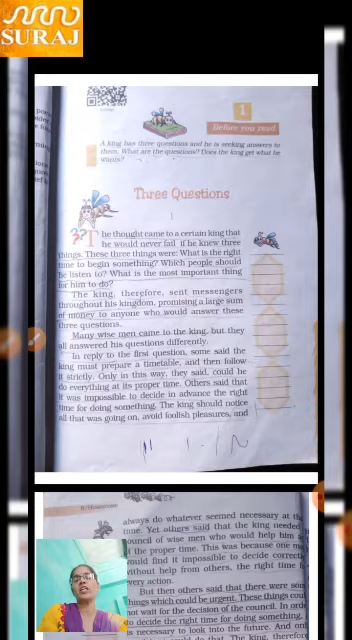 SURAJ
1
Before you read
A king has three questions and he is seeking answers to
them. What are the questions? Does the king get what he
wants?
Three Questions
I
The thought came to a certain king that
he would never fail if he knew three
things. These three things were: What is the right
time to begin something? Which people should
he listen to? What is the most important thing
for him to do?
The king, therefore, sent messengers
throughout his kingdom, promising a large sum
of money to anyone who would answer these
three questions.
Many wise men came to the king, but they
all answered his questions differently.
In reply to the first question, some said the
king must prepare a timetable, and then follow
it strictly. Only in this way, they said, could he
do everything at its proper time. Others said that
it was impossible to decide in advance the right
time for doing something. The king should notice
all that was going on, avoid foolish pleasures, and
always do whatever seemed necessary at the
time. Yet others said that the king needed
council of wise men who would help him a
t the proper time. This was because one m
would find it impossible to decide correct
without help from others, the right time
every action.
But then others said that there were som
things which could be urgent. These things cou
not wait for the decision of the council. In ord
to decide the right time for doing something,
is necessary to look into the future. And on
could do that. The king, therefore